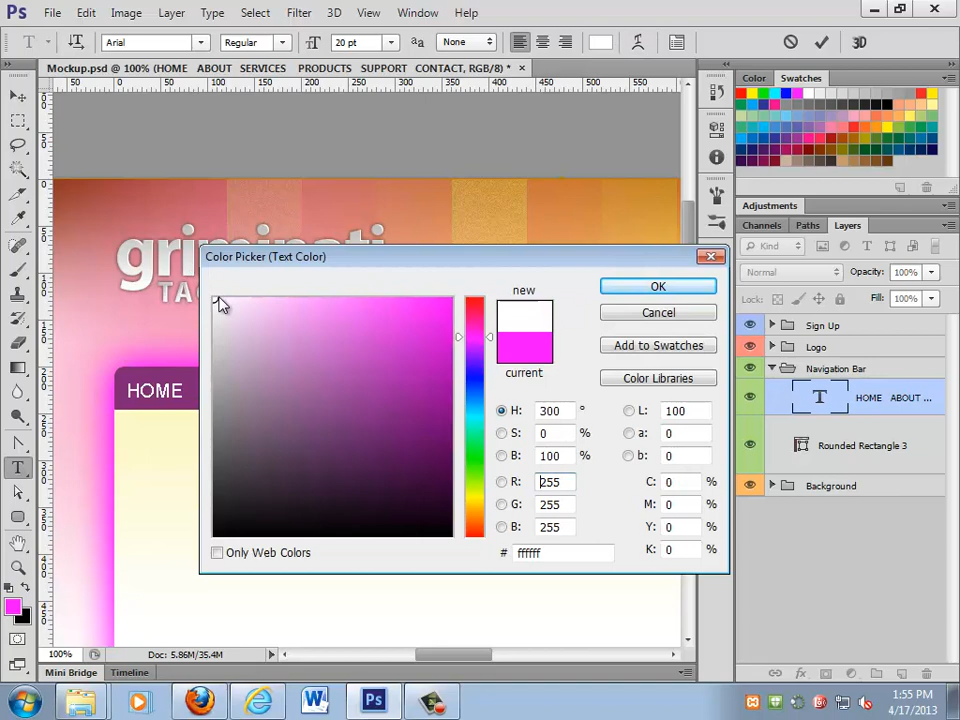 Ps File Edit Image Layer Type Select Filter 3D View Window Help
T Arial Regular 20 pt aa None 3D
Mockup.psd @ 100% (HOME ABOUT SERVICES PRODUCTS SUPPORT CONTACT, RGB/8) * ×
50 0 50 100 150 200 250 300 350 400 450 500 550
Color Swatches
Adjustments
Channels Paths Layers
Kind
Normal Opacity: 100%
Lock: Fill: 100%
Sign Up
Logo
Navigation Bar
T HOME ABOUT ...
Rounded Rectangle 3
Background
griminati
HOME
Color Picker (Text Color)
new
current
OK
Cancel
Add to Swatches
Color Libraries
H: 300 ° L: 100
S: 0 % a: 0
B: 100 % b: 0
R: 255 C: 0 %
G: 255 M: 0 %
B: 255 Y: 0 %
# ffffff K: 0 %
Only Web Colors
100% Doc: 5.86M/35.4M
Mini Bridge Timeline
1:55 PM
4/17/2013